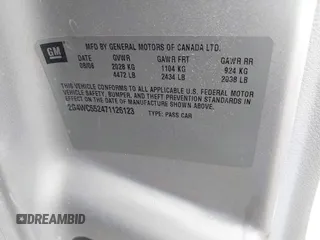 GM
MFD BY GENERAL MOTORS OF CANADA LTD.
DATE GVWR GAWR FRT GAWR RR
09/06 2028 KG 1104 KG 924 KG
4472 LB 2434 LB 2038 LB
THIS VEHICLE CONFORMS TO ALL APPLICABLE U.S. FEDERAL MOTOR
VEHICLE SAFETY, BUMPER, AND THEFT PREVENTION STANDARDS IN
EFFECT ON THE DATE OF MANUFACTURE SHOWN ABOVE.
2G4WC552471126123 TYPE: PASS CAR
DREAMBID